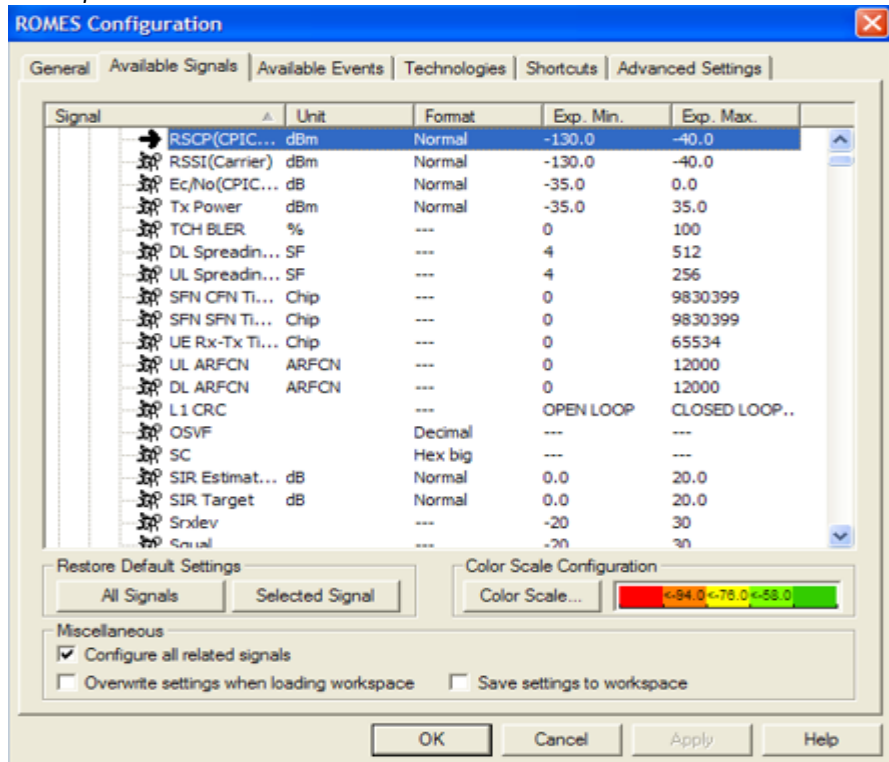 ROMES Configuration
General Available Signals Available Events Technologies Shortcuts Advanced Settings
Signal Unit Format Exp. Min. Exp. Max.
RSCP(CPIC... dBm Normal -130.0 -40.0
RSSI(Carrier) dBm Normal -130.0 -40.0
Ec/No(CPIC... dB Normal -35.0 0.0
Tx Power dBm Normal -35.0 35.0
TCH BLER % --- 0 100
DL Spreadin... SF --- 4 512
UL Spreadin... SF --- 4 256
SFN CFN Ti... Chip --- 0 9830399
SFN SFN Ti... Chip --- 0 9830399
UE Rx-Tx Ti... Chip --- 0 65534
UL ARFCN ARFCN --- 0 12000
DL ARFCN ARFCN --- 0 12000
L1 CRC --- OPEN LOOP CLOSED LOOP..
OSVF Decimal --- ---
SC Hex big --- ---
SIR Estimat... dB Normal 0.0 20.0
SIR Target dB Normal 0.0 20.0
Srxlev --- -20 30
Squal --- -20 30
Restore Default Settings Color Scale Configuration
All Signals Selected Signal Color Scale... <-94.0 <-76.0 <-58.0
Miscellaneous
Configure all related signals
Overwrite settings when loading workspace Save settings to workspace
OK Cancel Apply Help